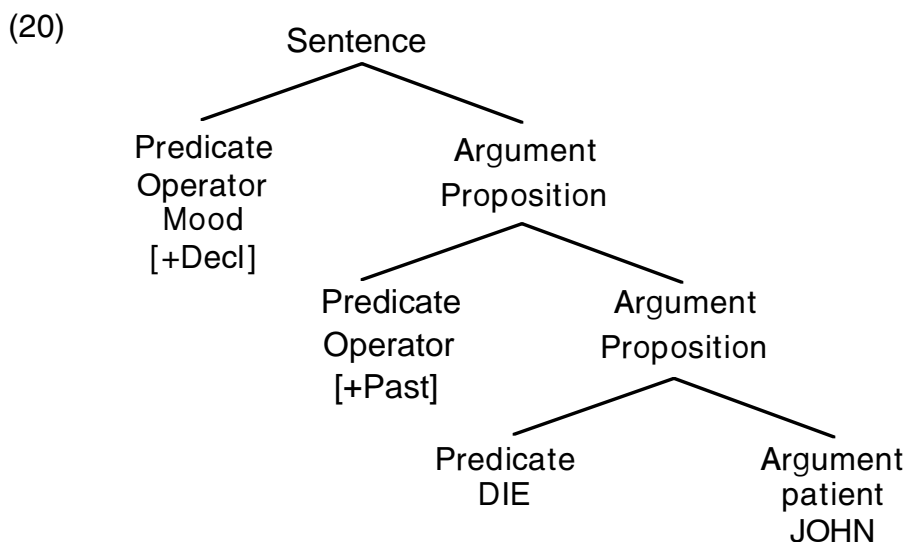 (20)
Sentence
Predicate
Operator
Mood
[+Decl]
Argument
Proposition
Predicate
Operator
[+Past]
Argument
Proposition
Predicate
DIE
Argument
patient
JOHN